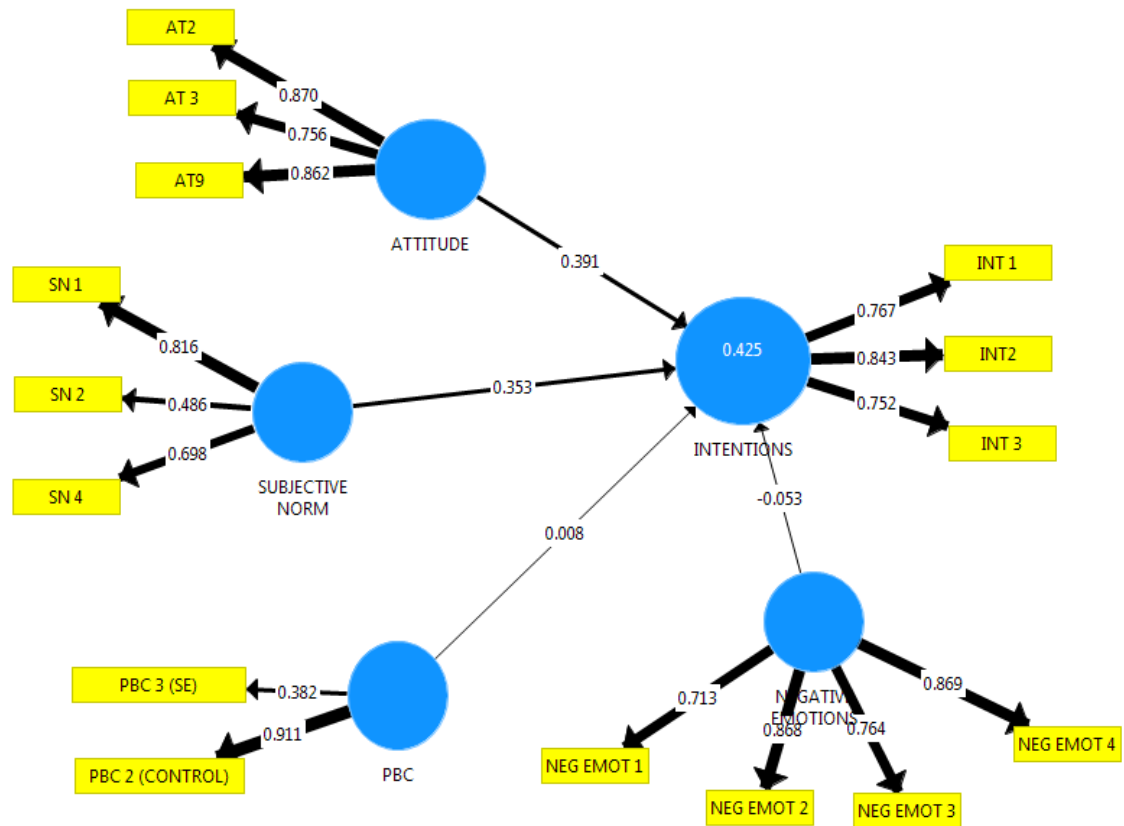 AT2
0.870
AT 3
0.756
AT9
0.862
ATTITUDE
0.391
SN 1
0.816
SN 2
0.486
SN 4
0.698
SUBJECTIVE
NORM
0.353
0.425
INTENTIONS
INT 1
0.767
INT2
0.843
INT 3
0.752
0.008
-0.053
PBC 3 (SE)
0.382
PBC 2 (CONTROL)
0.911
PBC
NEGATIVE
EMOTIONS
0.713
0.868
0.764
0.869
NEG EMOT 1
NEG EMOT 2
NEG EMOT 3
NEG EMOT 4